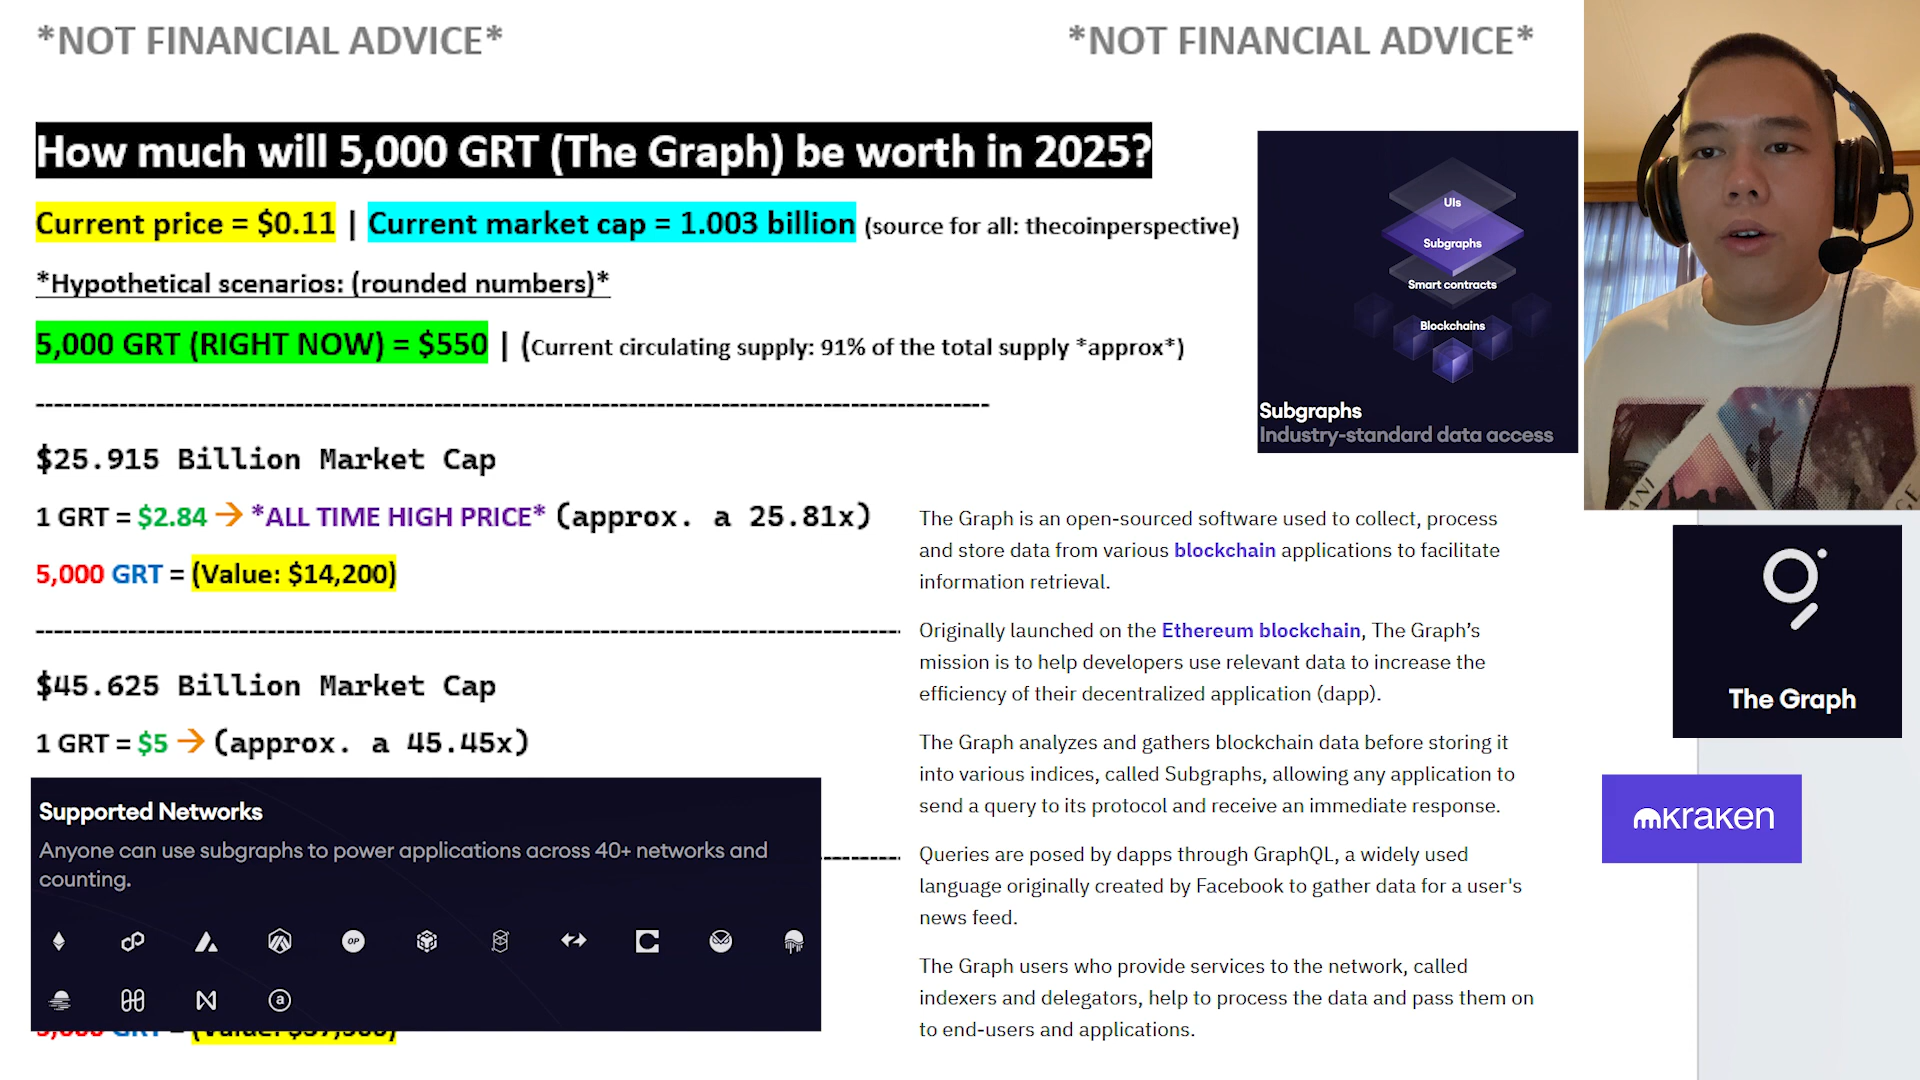 *NOT FINANCIAL ADVICE*
*NOT FINANCIAL ADVICE*
How much will 5,000 GRT (The Graph) be worth in 2025?
Current price = $0.11 | Current market cap = 1.003 billion (source for all: thecoinperspective)
*Hypothetical scenarios: (rounded numbers)*
5,000 GRT (RIGHT NOW) = $550 | (Current circulating supply: 91% of the total supply *approx*)
$25.915 Billion Market Cap
1 GRT = $2.84 → *ALL TIME HIGH PRICE* (approx. a 25.81x)
5,000 GRT = (Value: $14,200)
$45.625 Billion Market Cap
1 GRT = $5 → (approx. a 45.45x)
Supported Networks
Anyone can use subgraphs to power applications across 40+ networks and
counting.
OP
a
UIs
Subgraphs
Smart contracts
Blockchains
Subgraphs
Industry-standard data access
The Graph is an open-sourced software used to collect, process
and store data from various blockchain applications to facilitate
information retrieval.
Originally launched on the Ethereum blockchain, The Graph’s
mission is to help developers use relevant data to increase the
efficiency of their decentralized application (dapp).
The Graph analyzes and gathers blockchain data before storing it
into various indices, called Subgraphs, allowing any application to
send a query to its protocol and receive an immediate response.
Queries are posed by dapps through GraphQL, a widely used
language originally created by Facebook to gather data for a user's
news feed.
The Graph users who provide services to the network, called
indexers and delegators, help to process the data and pass them on
to end-users and applications.
The Graph
kraken